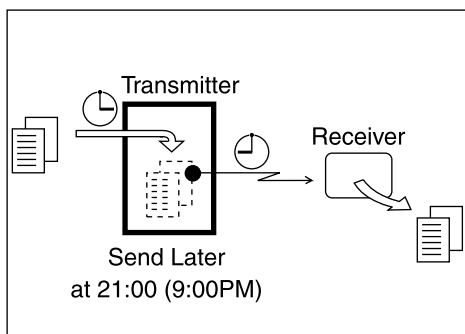 Transmitter
Receiver
Send Later
at 21:00 (9:00PM)